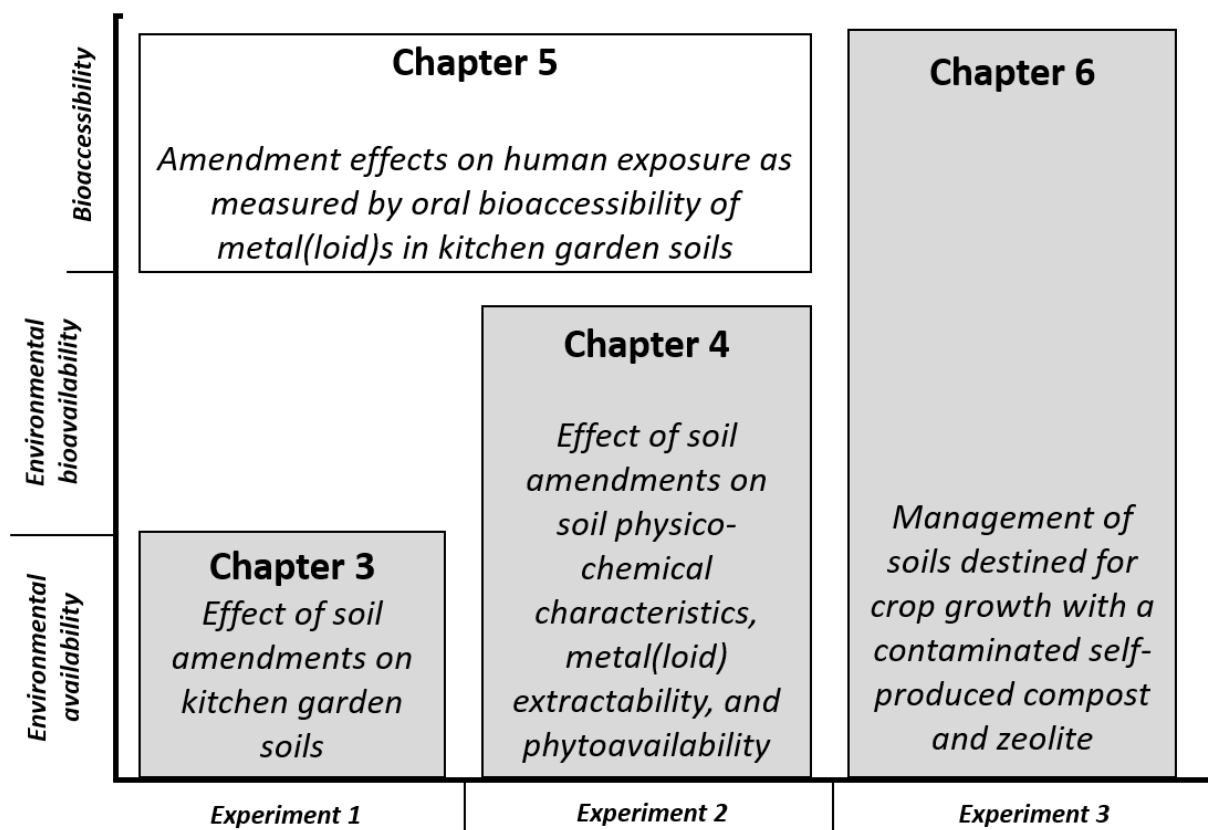 Bioaccessibility
Environmental
bioavailability
Environmental
availability
Chapter 5
Amendment effects on human exposure as
measured by oral bioaccessibility of
metal(loid)s in kitchen garden soils
Chapter 6
Management of
soils destined for
crop growth with a
contaminated self-
produced compost
and zeolite
Chapter 4
Effect of soil
amendments on
soil physico-
chemical
characteristics,
metal(loid)
extractability, and
phytoavailability
Chapter 3
Effect of soil
amendments on
kitchen garden
soils
Experiment 1
Experiment 2
Experiment 3